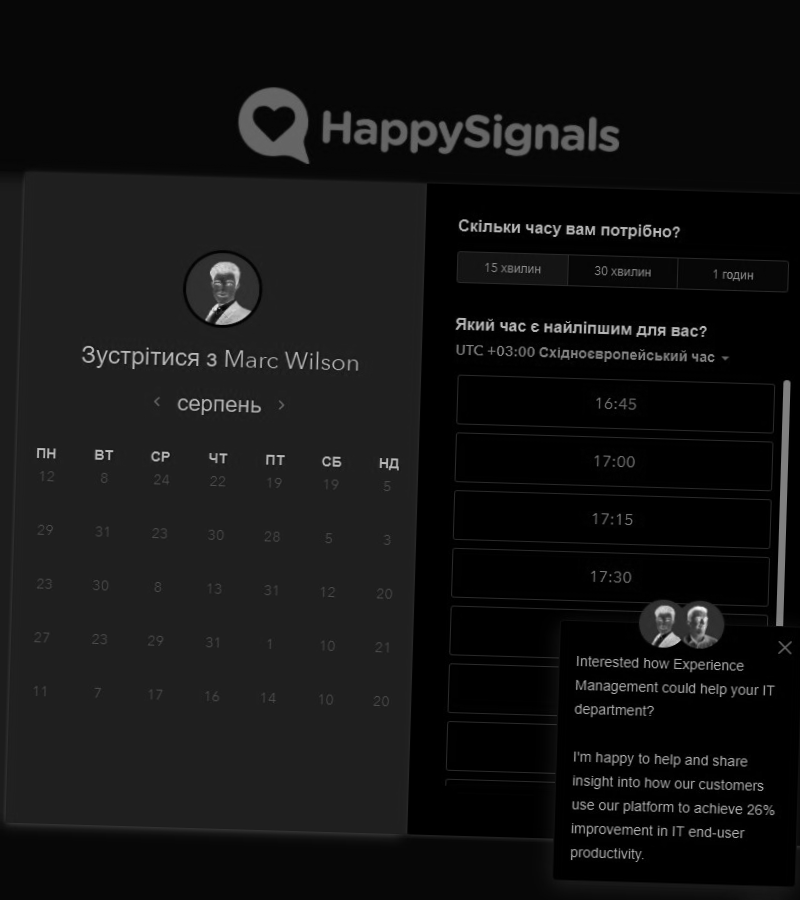 HappySignals
Зустрітися з Marc Wilson
серпень
ПН ВТ СР ЧТ ПТ СБ НД
12 8 24 22 19 19 5
29 31 23 30 28 5 3
23 30 8 13 31 12 20
27 23 29 31 1 10 21
11 7 17 16 14 10 20
Скільки часу вам потрібно?
15 хвилин 30 хвилин 1 годин
Який час є найліпшим для вас?
UTC +03:00 Східноєвропейський час
16:45
17:00
17:15
17:30
Interested how Experience
Management could help your IT
department?
I'm happy to help and share
insight into how our customers
use our platform to achieve 26%
improvement in IT end-user
productivity.